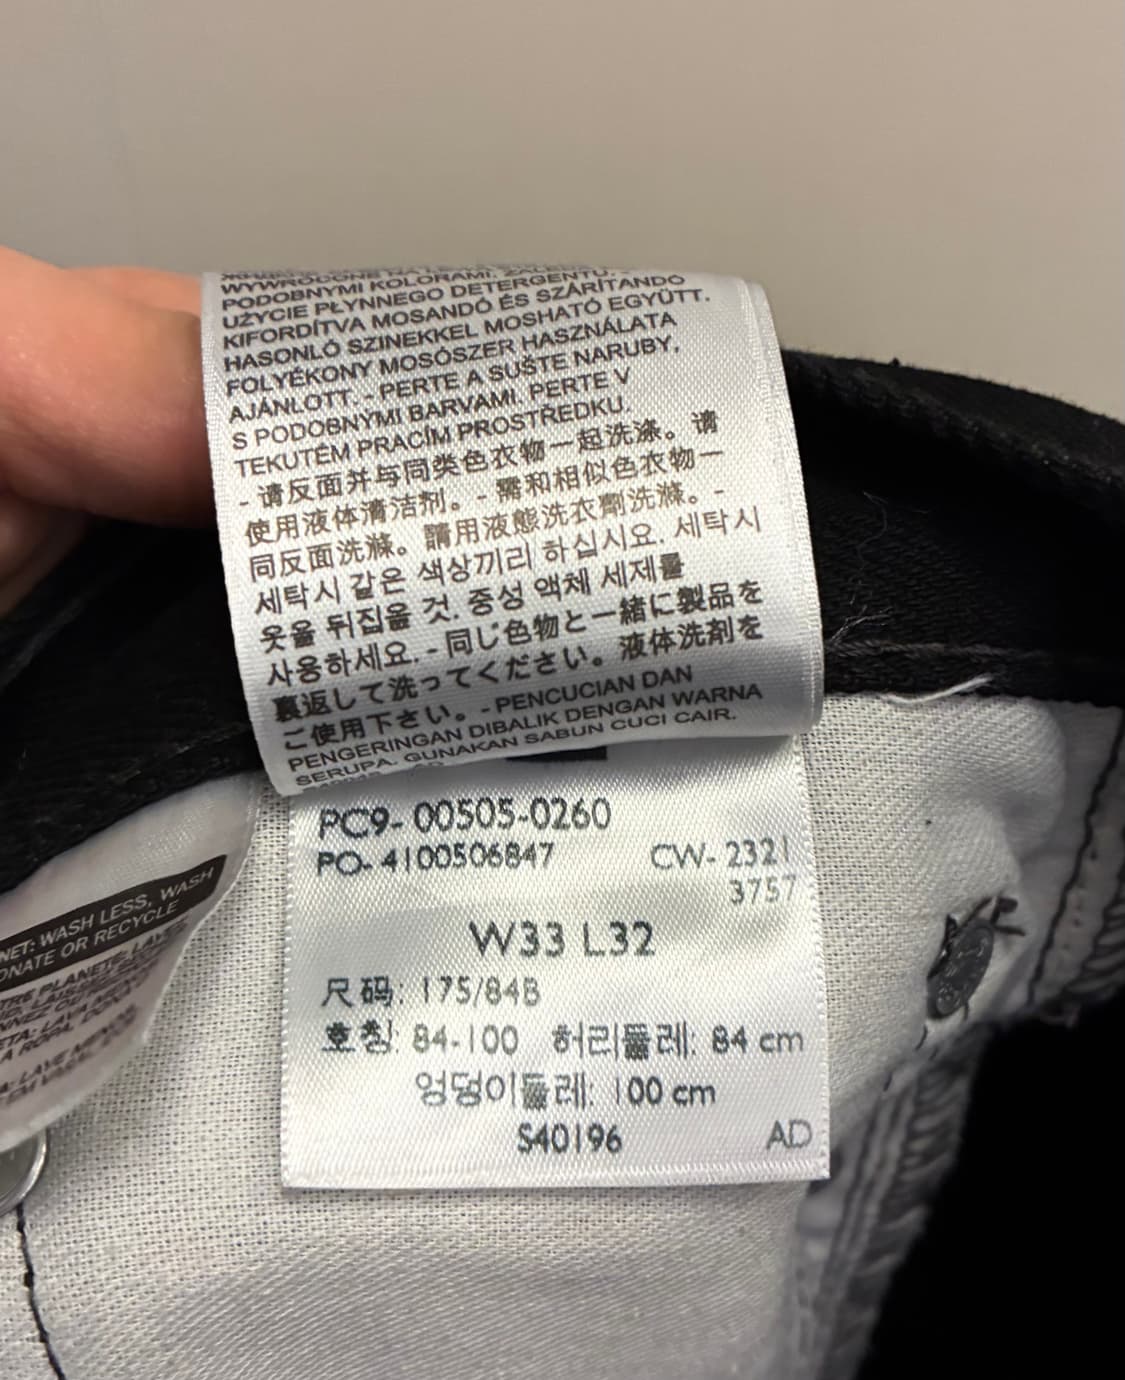 WYWRÓCONE NA
PODOBNYMI KOLORAMI. ZALECA
UŻYCIE PŁYNNEGO DETERGENTU. -
KIFORDÍTVA MOSANDÓ ÉS SZÁRÍTANDÓ
HASONLÓ SZINEKKEL MOSHATÓ EGYÜTT.
FOLYÉKONY MOSÓSZER HASZNÁLATA
AJÁNLOTT. - PERTE A SUŠTE NARUBY,
S PODOBNÝMI BARVAMI. PERTE V
TEKUTÉM PRACÍM PROSTŘEDKU.
- 请反面并与同类色衣物一起洗涤。请
使用液体清洁剂。- 需和相似色衣物一
同反面洗滌。請用液態洗衣劑洗滌。-
세탁시 같은 색상끼리 하십시요. 세탁시
옷을 뒤집을 것. 중성 액체 세제를
사용하세요. - 同じ色物と一緒に製品を
裏返して洗ってください。液体洗剤を
ご使用下さい。- PENCUCIAN DAN
PENGERINGAN DIBALIK DENGAN WARNA
SERUPA. GUNAKAN SABUN CUCI CAIR.
PC9- 00505-0260
PO- 4100506847 CW- 2321
3757
W33 L32
尺码: 175/84B
호칭: 84-100 허리둘레: 84 cm
엉덩이둘레: 100 cm
S40196 AD
NET: WASH LESS, WASH
ONATE OR RECYCLE